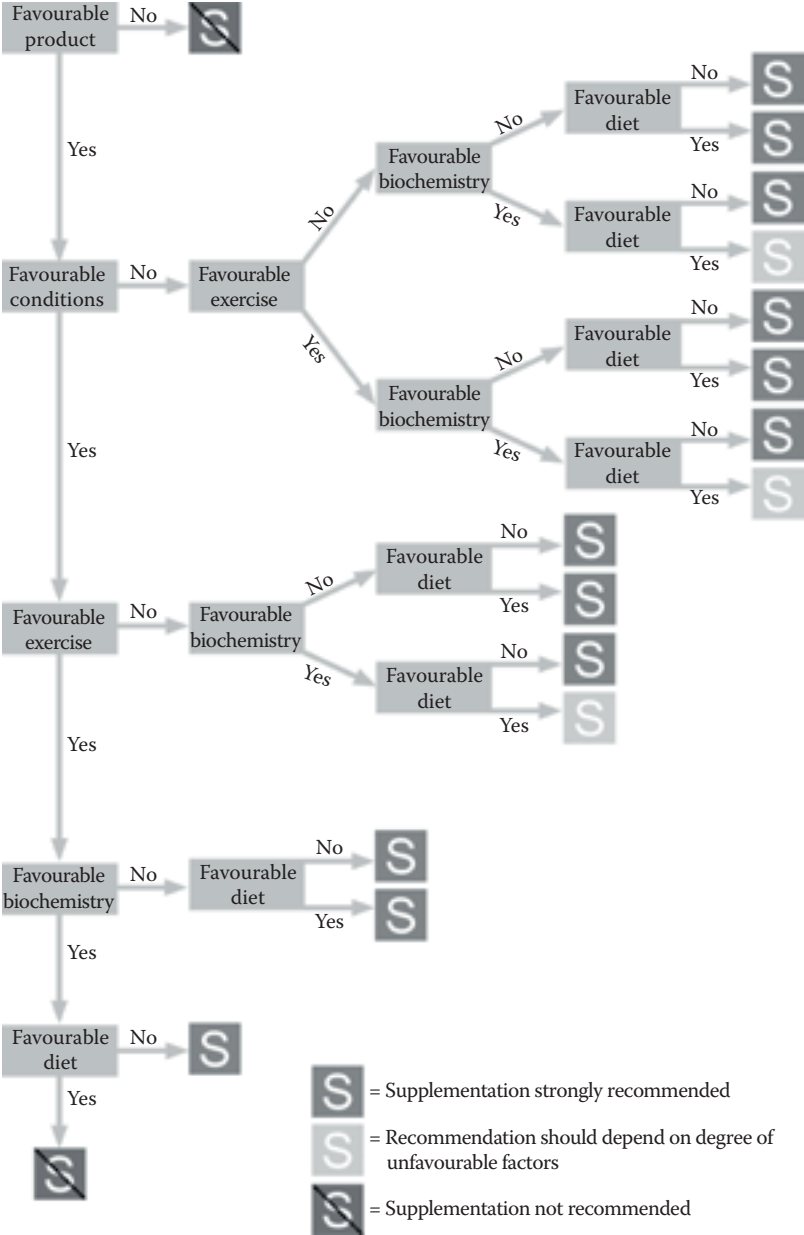 Favourable
product
No
S
Yes
Favourable
conditions
No
Favourable
exercise
No
Favourable
biochemistry
No
Favourable
diet
No
S
Yes
S
Yes
Favourable
diet
No
S
Yes
S
Yes
Favourable
biochemistry
No
Favourable
diet
No
S
Yes
S
Yes
Favourable
diet
No
S
Yes
S
Yes
Favourable
exercise
No
Favourable
biochemistry
No
Favourable
diet
No
S
Yes
S
Yes
Favourable
diet
No
S
Yes
S
Yes
Favourable
biochemistry
No
Favourable
diet
No
S
Yes
S
Yes
Favourable
diet
No
S
Yes
S
S = Supplementation strongly recommended
S = Recommendation should depend on degree of
unfavourable factors
S = Supplementation not recommended